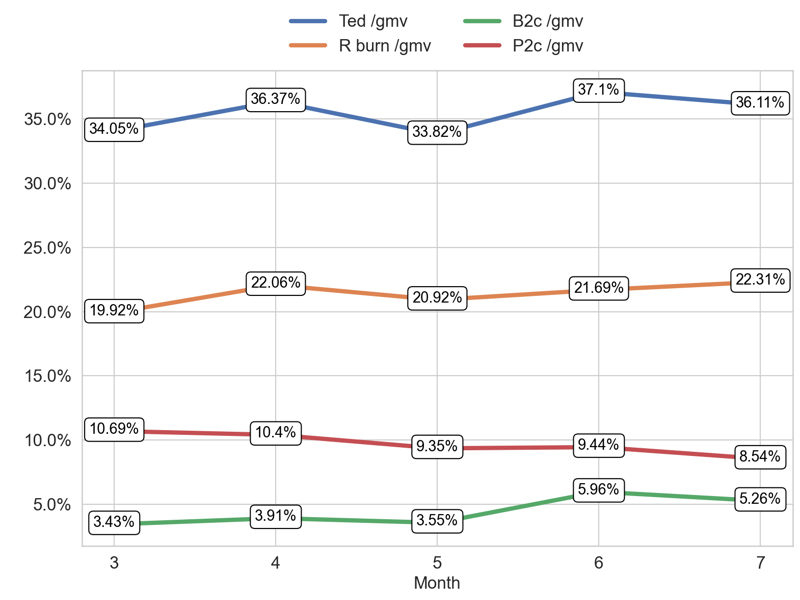 Ted /gmv B2c /gmv
R burn /gmv P2c /gmv
35.0%
30.0%
25.0%
20.0%
15.0%
10.0%
5.0%
34.05% 36.37% 33.82% 37.1% 36.11%
19.92% 22.06% 20.92% 21.69% 22.31%
10.69% 10.4% 9.35% 9.44% 8.54%
3.43% 3.91% 3.55% 5.96% 5.26%
3 4 5 6 7
Month